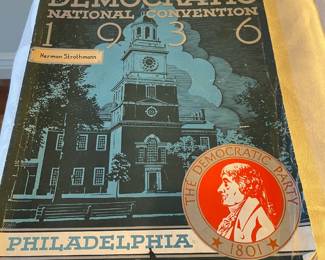 DEMOCRATIC
NATIONAL CONVENTION
1936
Herman Strothmann
THE DEMOCRATIC PARTY
1801
PHILADELPHIA